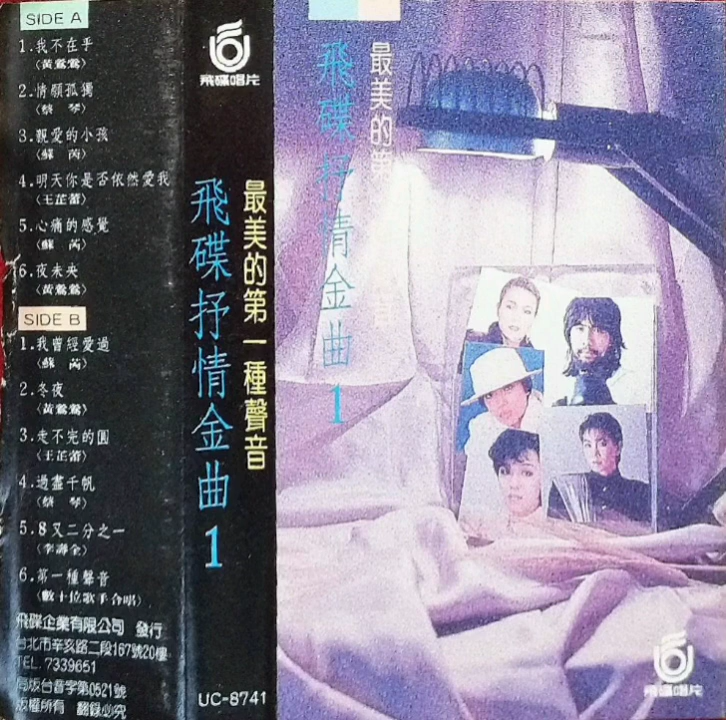 SIDE A
1.我不在乎
(黃鶯鶯)
2.情願孤獨
(蔡 琴)
3.親愛的小孩
(蘇 芮)
4.明天你是否依然愛我
(王芷蕾)
5.心痛的感覺
(蘇 芮)
6.夜未央
(黃鶯鶯)
SIDE B
1.我曾經愛過
(蘇 芮)
2.冬夜
(黃鶯鶯)
3.走不完的圓
(王芷蕾)
4.過盡千帆
(蔡 琴)
5.8又二分之一
(李壽全)
6.第一種聲音
(數十位歌手合唱)
飛碟企業有限公司 發行
台北市辛亥路二段167號20樓
TEL.7339651
局版台音字第0521號
版權所有 翻錄必究
飛碟唱片
最美的第一種聲音
飛碟抒情金曲1
UC-8741
最美的第 音
飛碟抒情金曲1
飛碟唱片